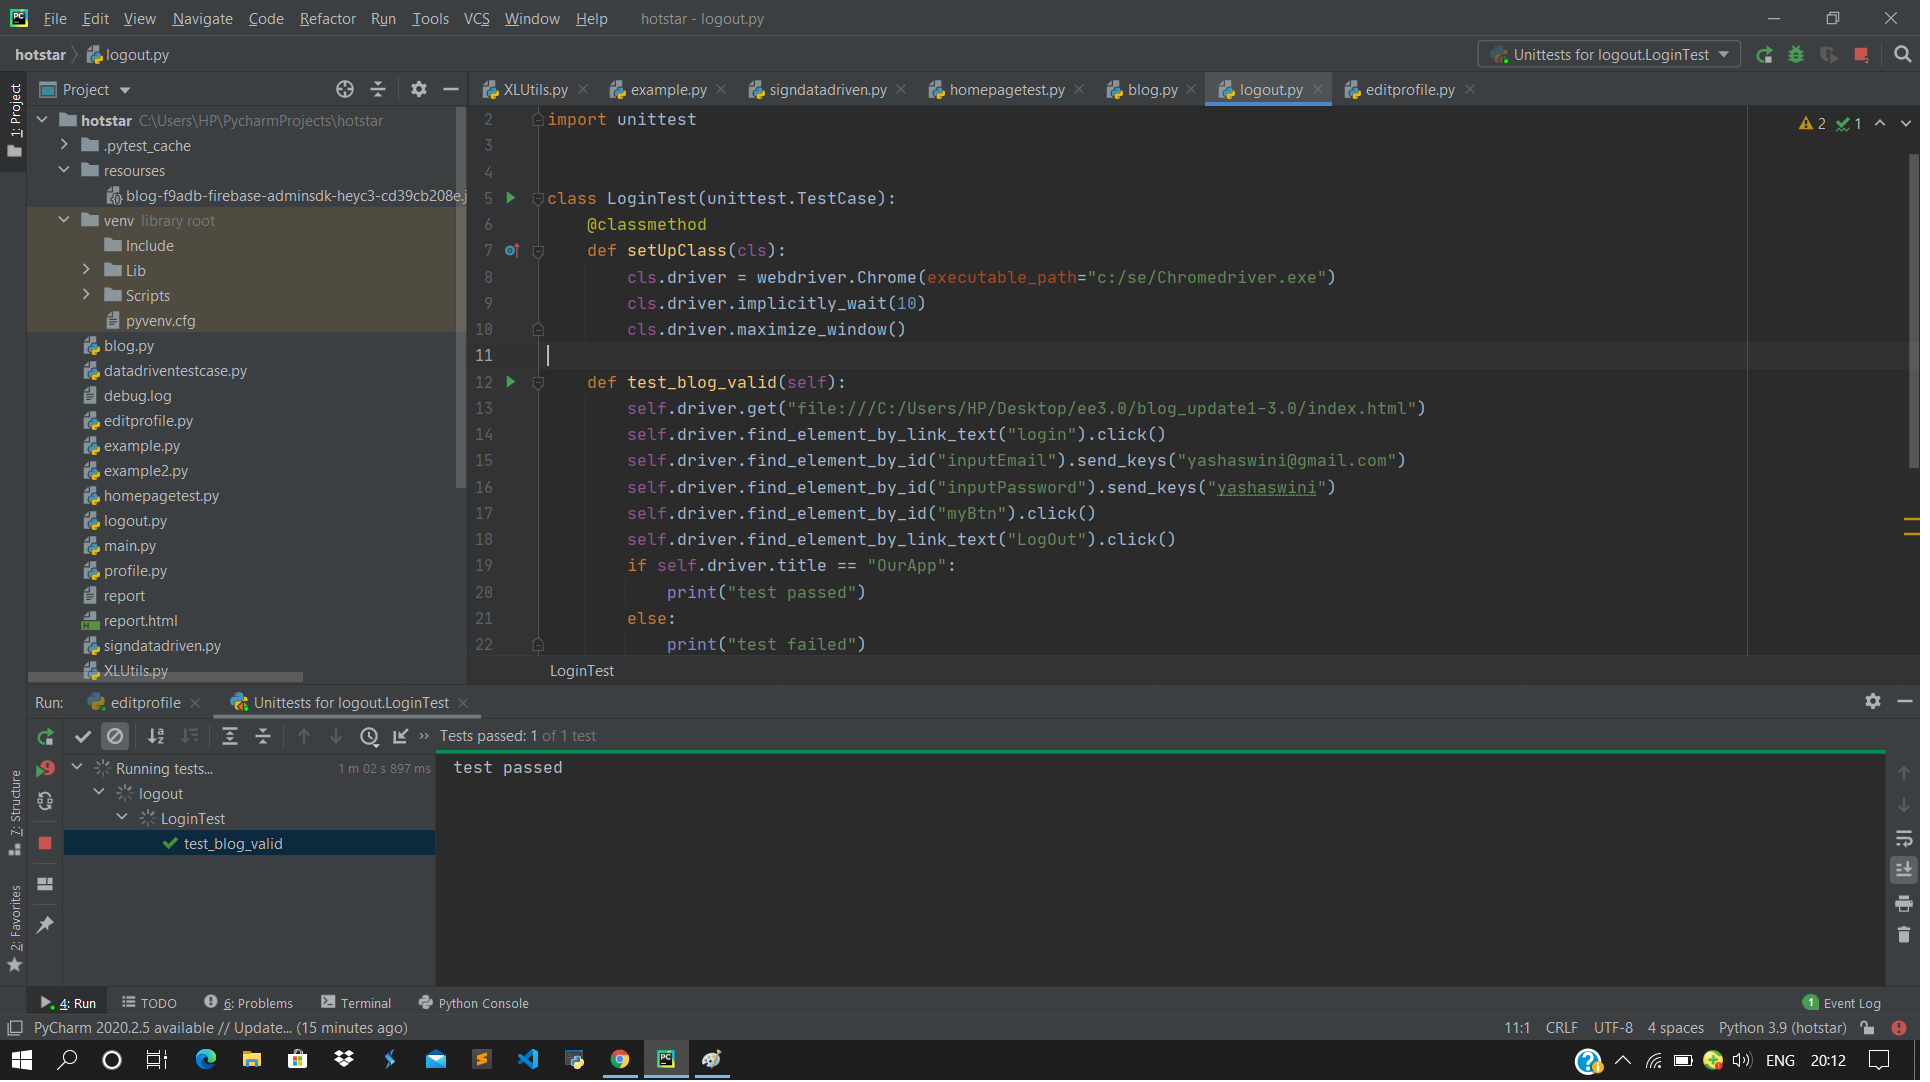 File Edit View Navigate Code Refactor Run Tools VCS Window Help hotstar - logout.py
hotstar logout.py
Unittests for logout.LoginTest
1: Project
Project
XLUtils.py example.py signdatadriven.py homepagetest.py blog.py logout.py editprofile.py
hotstar C:\Users\HP\PycharmProjects\hotstar
.pytest_cache
resourses
blog-f9adb-firebase-adminsdk-heyc3-cd39cb208e.j
venv library root
Include
Lib
Scripts
pyvenv.cfg
blog.py
datadriventestcase.py
debug.log
editprofile.py
example.py
example2.py
homepagetest.py
logout.py
main.py
profile.py
report
report.html
signdatadriven.py
XLUtils.py
2 import unittest
3
4
5 class LoginTest(unittest.TestCase):
6 @classmethod
7 def setUpClass(cls):
8 cls.driver = webdriver.Chrome(executable_path="c:/se/Chromedriver.exe")
9 cls.driver.implicitly_wait(10)
10 cls.driver.maximize_window()
11
12 def test_blog_valid(self):
13 self.driver.get("file:///C:/Users/HP/Desktop/ee3.0/blog_update1-3.0/index.html")
14 self.driver.find_element_by_link_text("login").click()
15 self.driver.find_element_by_id("inputEmail").send_keys("yashaswini@gmail.com")
16 self.driver.find_element_by_id("inputPassword").send_keys("yashaswini")
17 self.driver.find_element_by_id("myBtn").click()
18 self.driver.find_element_by_link_text("LogOut").click()
19 if self.driver.title == "OurApp":
20 print("test passed")
21 else:
22 print("test failed")
2 1
LoginTest
Run: editprofile Unittests for logout.LoginTest
Tests passed: 1 of 1 test
Running tests... 1 m 02 s 897 ms
logout
LoginTest
test_blog_valid
test passed
7: Structure
2: Favorites
4: Run TODO 6: Problems Terminal Python Console 1 Event Log
PyCharm 2020.2.5 available // Update... (15 minutes ago) 11:1 CRLF UTF-8 4 spaces Python 3.9 (hotstar)
ENG 20:12